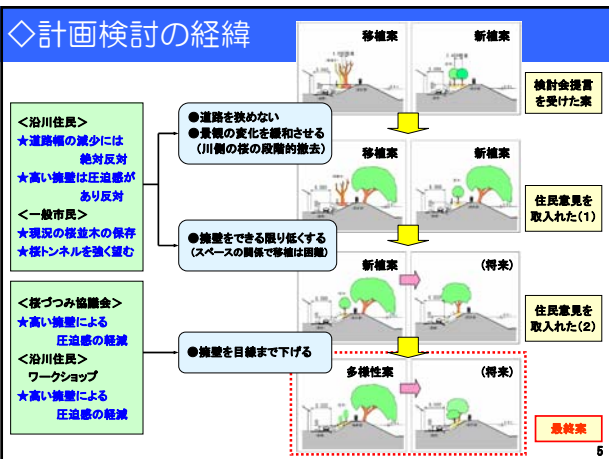 ◇計画検討の経緯
移植案
新植案
検討会提言
を受けた案
＜沿川住民＞
★道路幅の減少には
絶対反対
★高い擁壁は圧迫感が
あり反対
＜一般市民＞
★現況の桜並木の保存
★桜トンネルを強く望む
●道路を狭めない
●景観の変化を緩和させる
（川側の桜の段階的撤去）
移植案
新植案
住民意見を
取入れた(1)
●擁壁をできる限り低くする
（スペースの関係で移植は困難）
新植案
(将来)
住民意見を
取入れた(2)
＜桜づつみ協議会＞
★高い擁壁による
圧迫感の軽減
＜沿川住民＞
ワークショップ
★高い擁壁による
圧迫感の軽減
●擁壁を目線まで下げる
多様性案
(将来)
最終案
5